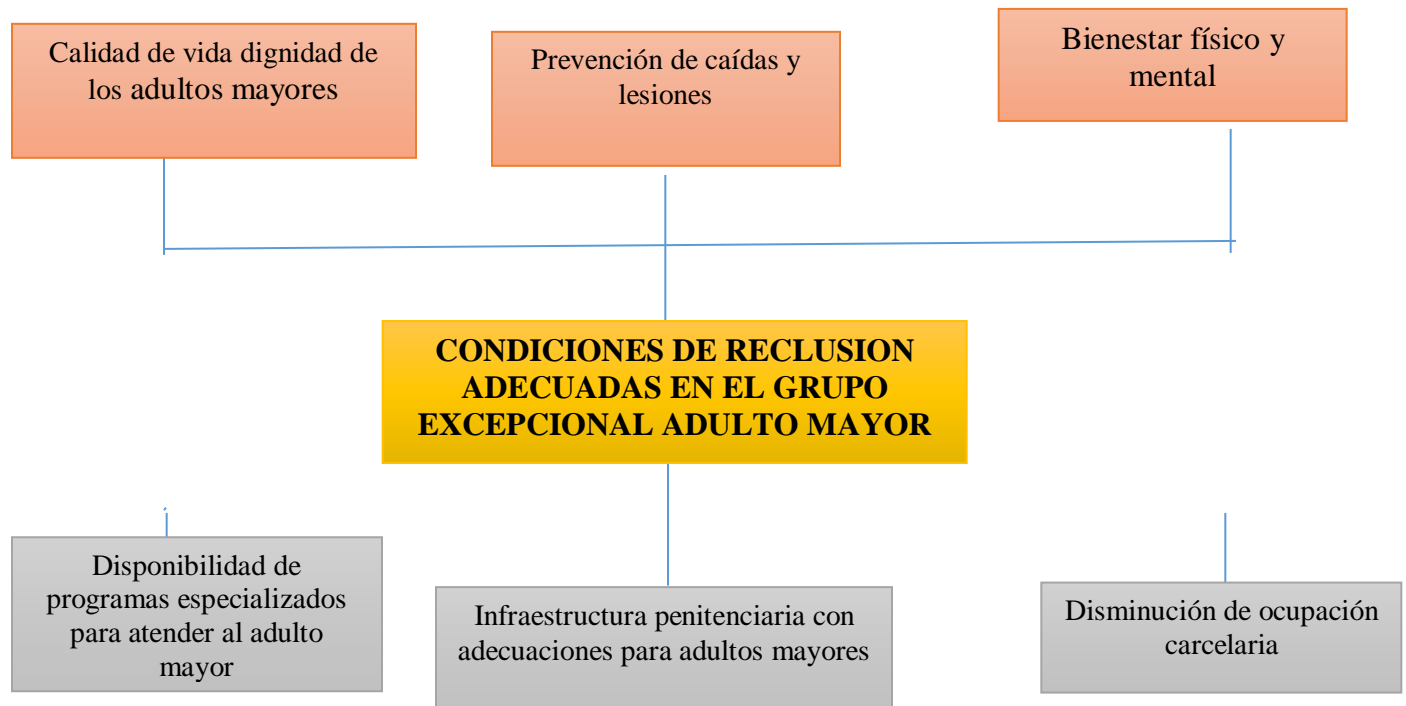 Calidad de vida dignidad de
los adultos mayores
Prevención de caídas y
lesiones
Bienestar físico y
mental
CONDICIONES DE RECLUSION
ADECUADAS EN EL GRUPO
EXCEPCIONAL ADULTO MAYOR
Disponibilidad de
programas especializados
para atender al adulto
mayor
Infraestructura penitenciaria con
adecuaciones para adultos mayores
Disminución de ocupación
carcelaria